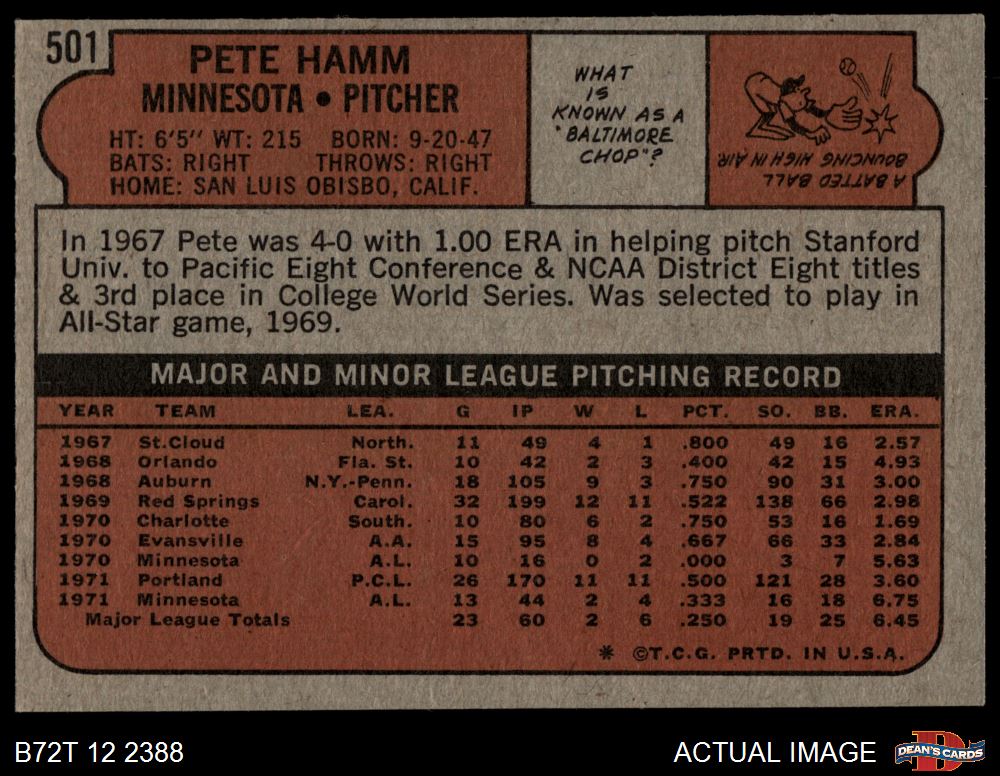 501
PETE HAMM
MINNESOTA • PITCHER
HT: 6'5" WT: 215 BORN: 9-20-47
BATS: RIGHT THROWS: RIGHT
HOME: SAN LUIS OBISBO, CALIF.
WHAT
IS
KNOWN AS A
"BALTIMORE
CHOP"?
A BATTED BALL
BOUNCING HIGH IN AIR
In 1967 Pete was 4-0 with 1.00 ERA in helping pitch Stanford
Univ. to Pacific Eight Conference & NCAA District Eight titles
& 3rd place in College World Series. Was selected to play in
All-Star game, 1969.
MAJOR AND MINOR LEAGUE PITCHING RECORD
YEAR TEAM LEA. G IP W L PCT. SO. BB. ERA.
1967 St.Cloud North. 11 49 4 1 .800 49 16 2.57
1968 Orlando Fla. St. 10 42 2 3 .400 42 15 4.93
1968 Auburn N.Y.-Penn. 18 105 9 3 .750 90 31 3.00
1969 Red Springs Carol. 32 199 12 11 .522 138 66 2.98
1970 Charlotte South. 10 80 6 2 .750 53 16 1.69
1970 Evansville A.A. 15 95 8 4 .667 66 33 2.84
1970 Minnesota A.L. 10 16 0 2 .000 3 7 5.63
1971 Portland P.C.L. 26 170 11 11 .500 121 28 3.60
1971 Minnesota A.L. 13 44 2 4 .333 16 18 6.75
Major League Totals 23 60 2 6 .250 19 25 6.45
* ©T.C.G. PRTD. IN U.S.A.
B72T 12 2388
ACTUAL IMAGE
DEAN'S CARDS